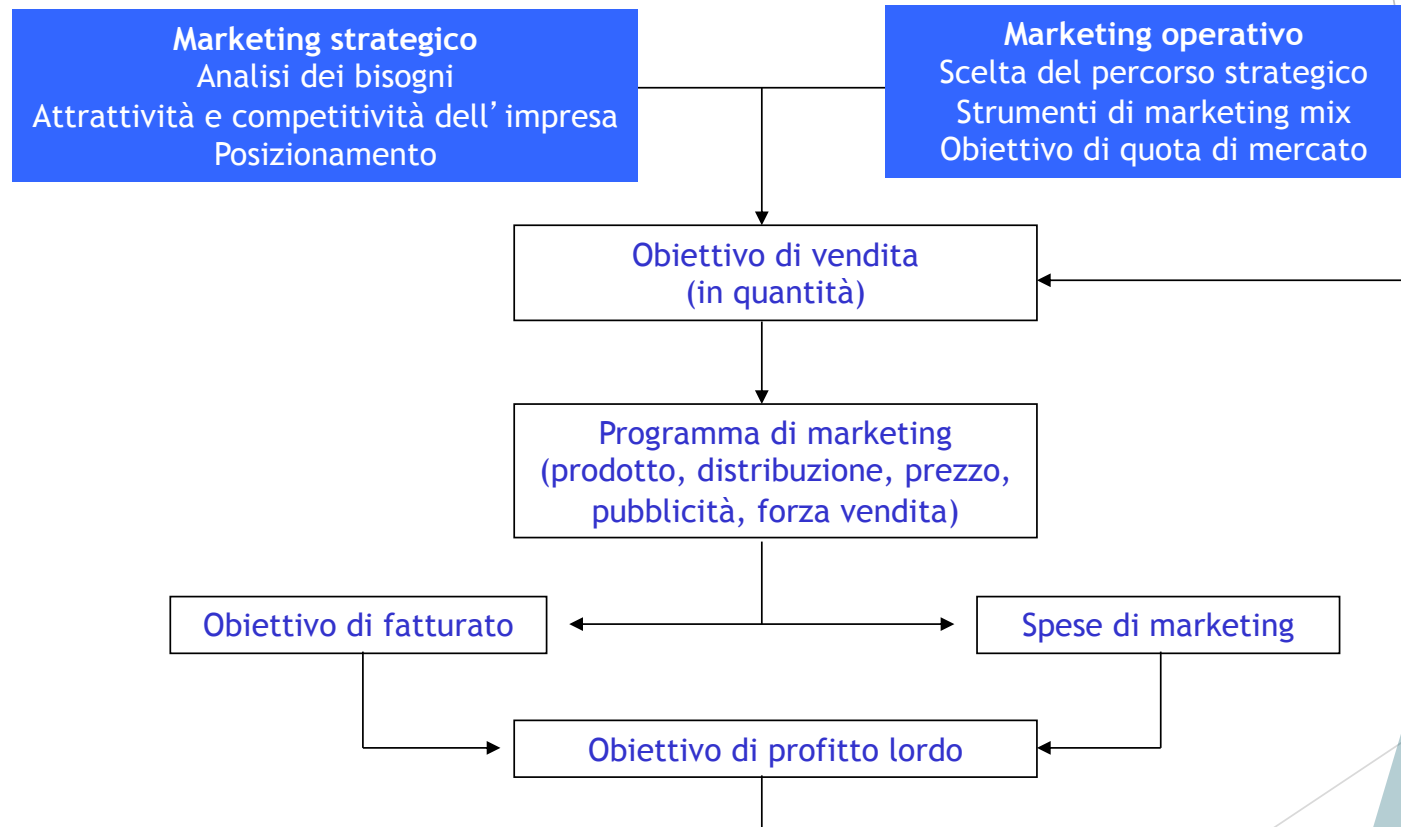 Marketing strategico
Analisi dei bisogni
Attrattività e competitività dell’impresa
Posizionamento
Marketing operativo
Scelta del percorso strategico
Strumenti di marketing mix
Obiettivo di quota di mercato
Obiettivo di vendita
(in quantità)
Programma di marketing
(prodotto, distribuzione, prezzo,
pubblicità, forza vendita)
Obiettivo di fatturato
Spese di marketing
Obiettivo di profitto lordo